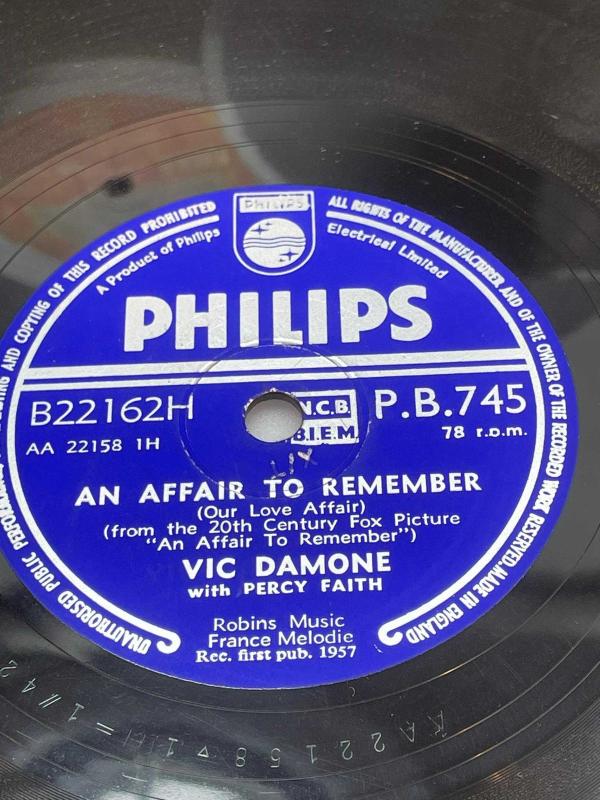 PHILIPS
AND COPYING OF THIS RECORD PROHIBITED
ALL RIGHTS OF THE MANUFACTURER AND OF THE OWNER OF THE RECORDED WORK RESERVED. MADE IN ENGLAND
A Product of Philips Electrical Limited
PHILIPS
B22162H
N.C.B.
P.B.745
AA 22158 1H
B.I.E.M.
78 r.p.m.
AN AFFAIR TO REMEMBER
(Our Love Affair)
(from the 20th Century Fox Picture
"An Affair To Remember")
VIC DAMONE
with PERCY FAITH
Robins Music
France Melodie
Rec. first pub. 1957
UNAUTHORISED PUBLIC
AA22158